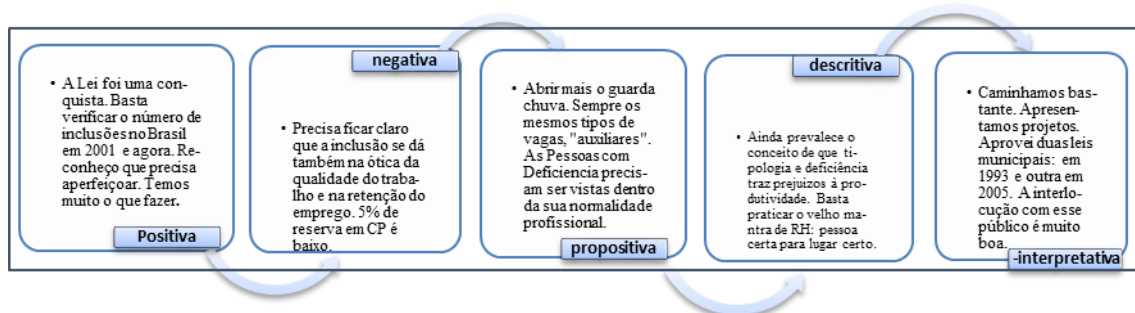 • A Lei foi uma con-
quista. Basta
verificar o número de
inclusões no Brasil
em 2001 e agora. Re-
conheço que precisa
aperfeiçoar. Temos
muito o que fazer.
Positiva
negativa
• Precisa ficar claro
que a inclusão se dá
também na ótica da
qualidade do traba-
lho e na retenção do
emprego. 5% de
reserva em CP é
baixo.
• Abrir mais o guarda
chuva. Sempre os
mesmos tipos de
vagas, "auxiliares".
As Pessoas com
Deficiencia precis-
am ser vistas dentro
da sua normalidade
profissional.
propositiva
descritiva
• Ainda prevalece o
conceito de que ti-
pologia e deficiência
traz prejuizos à pro-
dutividade. Basta
praticar o velho ma-
ntra de RH: pessoa
certa para lugar certo.
• Caminhamos bas-
tante. Apresen-
tamos projetos.
Aprovei duas leis
municipais: em
1993 e outra em
2005. A interlo-
cução com esse
público é muito
boa.
-interpretativa